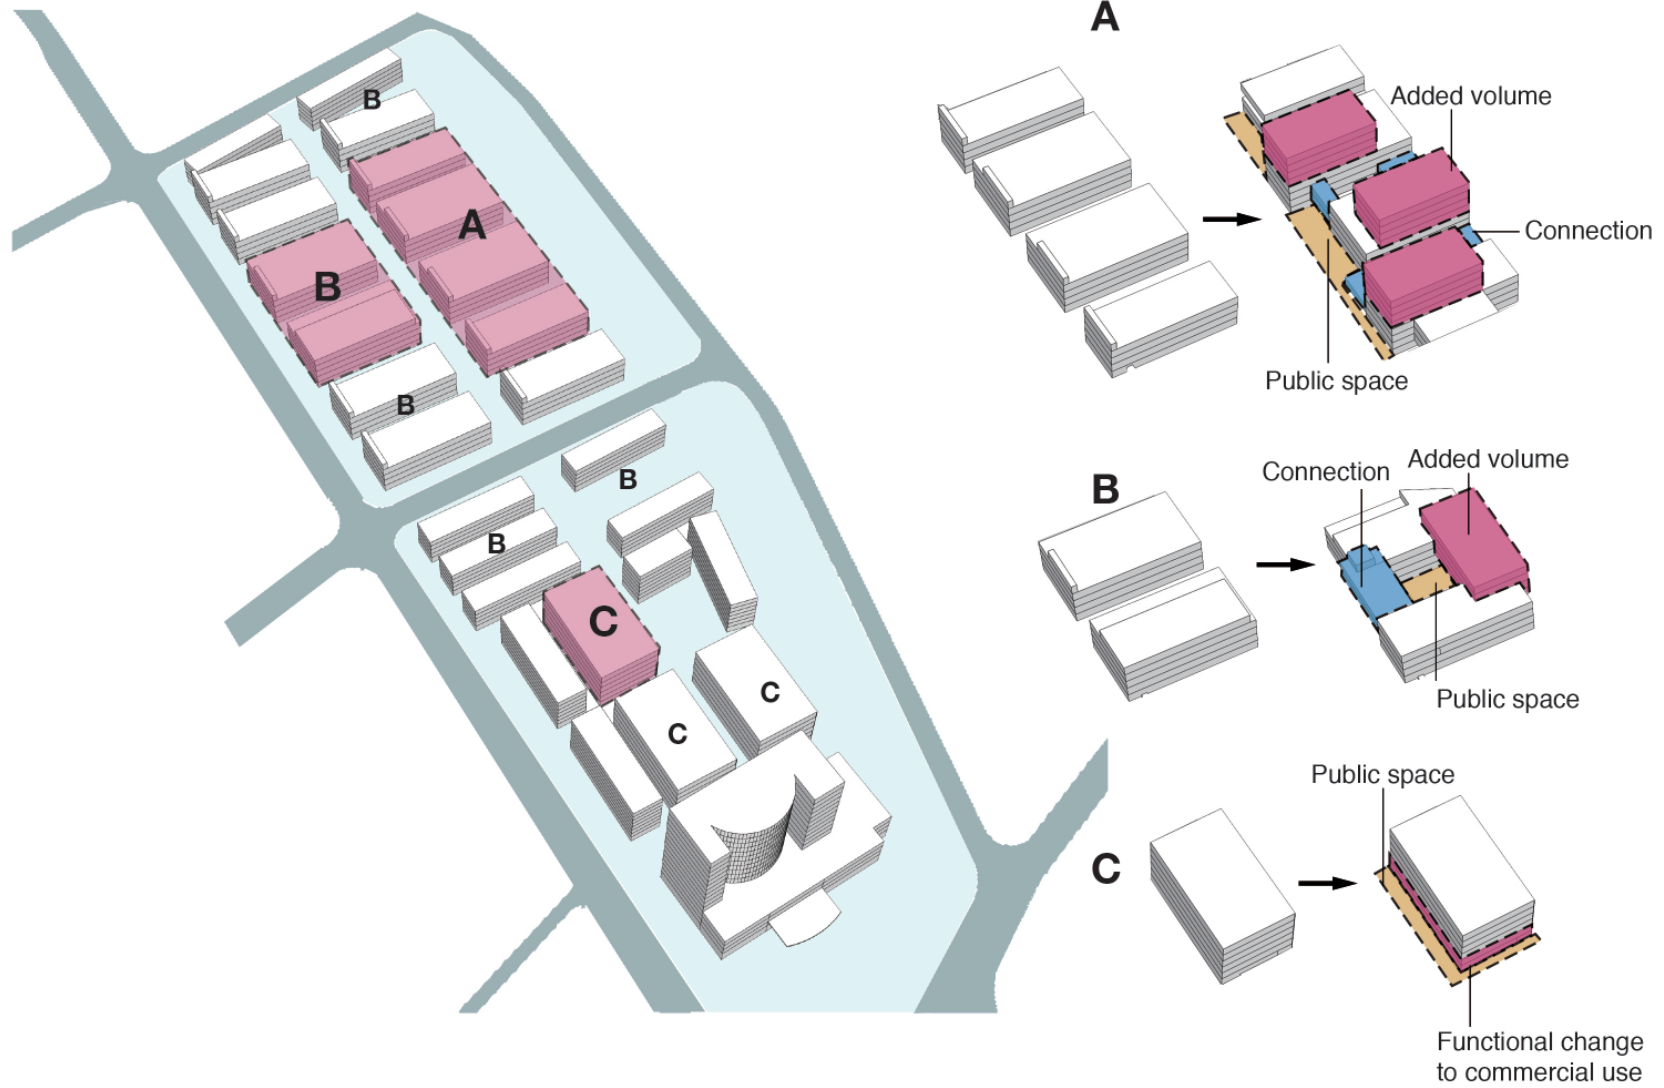 A
Added volume
Connection
Public space
B
A
B
B
B
B
C
C
C
B
Connection
Added volume
Public space
C
Public space
Functional change
to commercial use